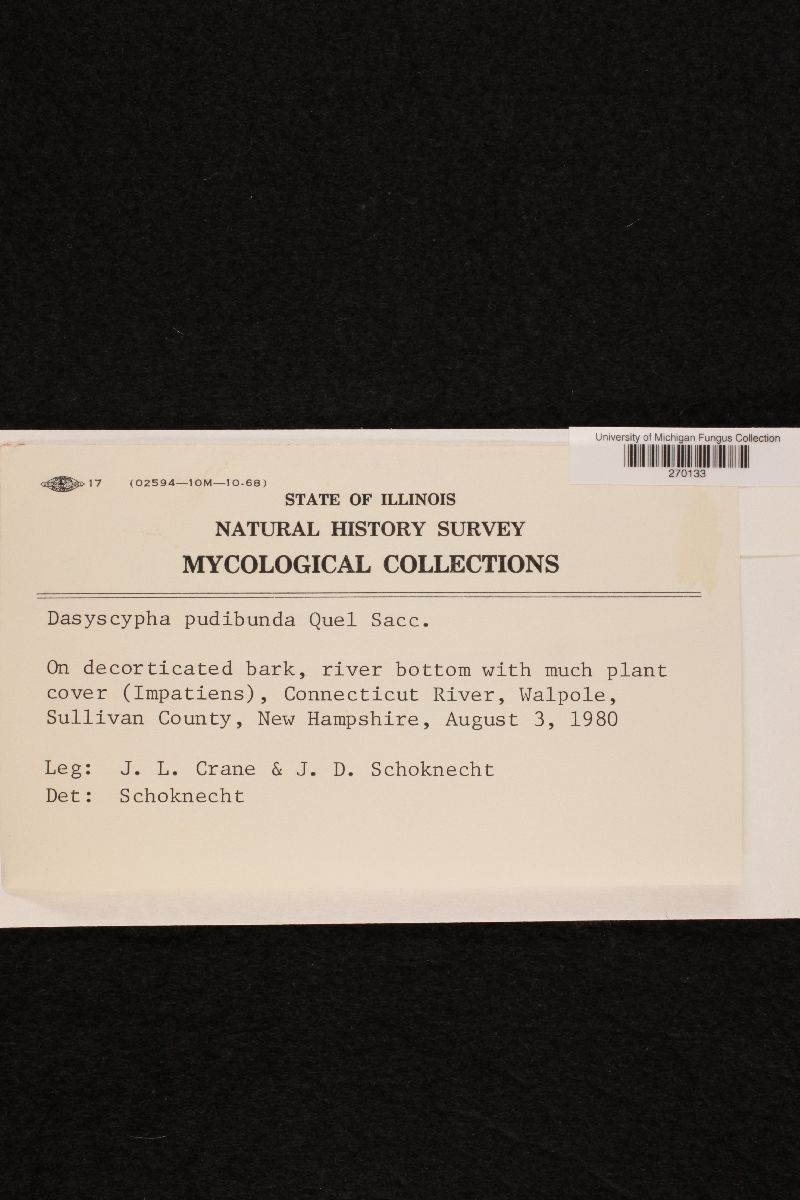 University of Michigan Fungus Collection
270133
17 (02594—10M—10-68)
STATE OF ILLINOIS
NATURAL HISTORY SURVEY
MYCOLOGICAL COLLECTIONS
Dasyscypha pudibunda Quel Sacc.
On decorticated bark, river bottom with much plant
cover (Impatiens), Connecticut River, Walpole,
Sullivan County, New Hampshire, August 3, 1980
Leg: J. L. Crane & J. D. Schoknecht
Det: Schoknecht